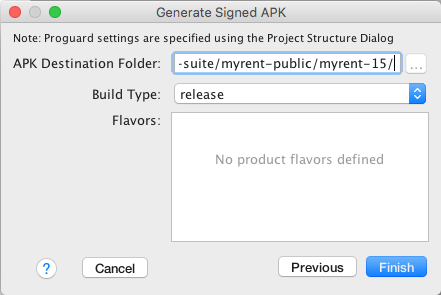 Generate Signed APK
Note: Proguard settings are specified using the Project Structure Dialog
APK Destination Folder: -suite/myrent-public/myrent-15/ ...
Build Type: release
Flavors:
No product flavors defined
? Cancel Previous Finish